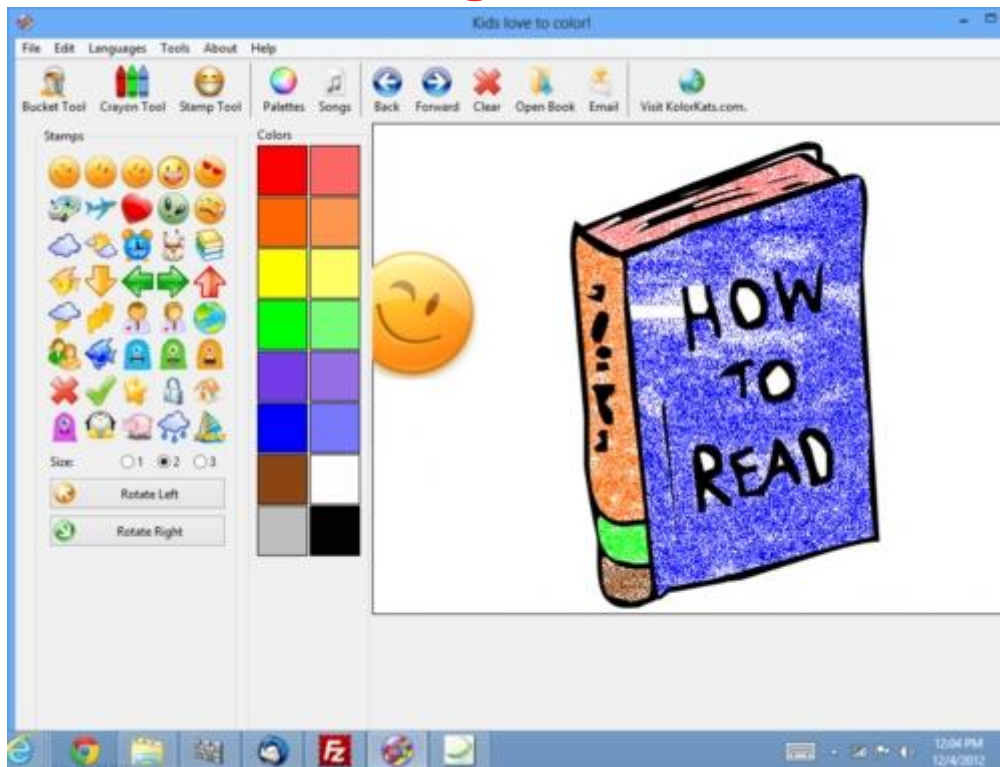 Kids love to color!
File Edit Languages Tools About Help
Bucket Tool Crayon Tool Stamp Tool Palettes Songs Back Forward Clear Open Book Email Visit KolorKats.com.
Stamps
Colors
Size: 1 2 3
Rotate Left
Rotate Right
HOW
TO
READ
Fz
12:04 PM
12/4/2012